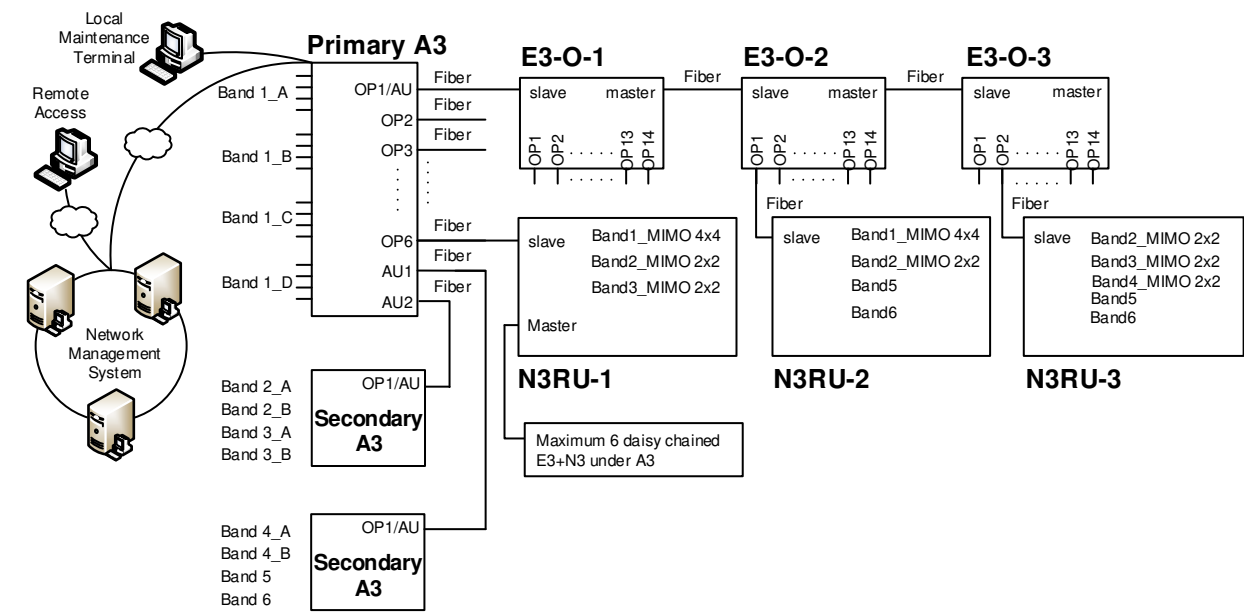 Local
Maintenance
Terminal
Remote
Access
Network
Management
System
Primary A3
Band 1_A
Band 1_B
Band 1_C
Band 1_D
OP1/AU
OP2
OP3
OP6
AU1
AU2
Fiber
Fiber
Fiber
Fiber
Fiber
Fiber
E3-O-1
slave master
OP1
OP2
OP13
OP14
Fiber
E3-O-2
slave master
OP1
OP2
OP13
OP14
Fiber
E3-O-3
slave master
OP1
OP2
OP13
OP14
Fiber
Fiber
slave
Band1_MIMO 4x4
Band2_MIMO 2x2
Band3_MIMO 2x2
Master
N3RU-1
slave
Band1_MIMO 4x4
Band2_MIMO 2x2
Band5
Band6
N3RU-2
slave
Band2_MIMO 2x2
Band3_MIMO 2x2
Band4_MIMO 2x2
Band5
Band6
N3RU-3
Band 2_A
Band 2_B
Band 3_A
Band 3_B
OP1/AU
Secondary
A3
Maximum 6 daisy chained
E3+N3 under A3
Band 4_A
Band 4_B
Band 5
Band 6
OP1/AU
Secondary
A3